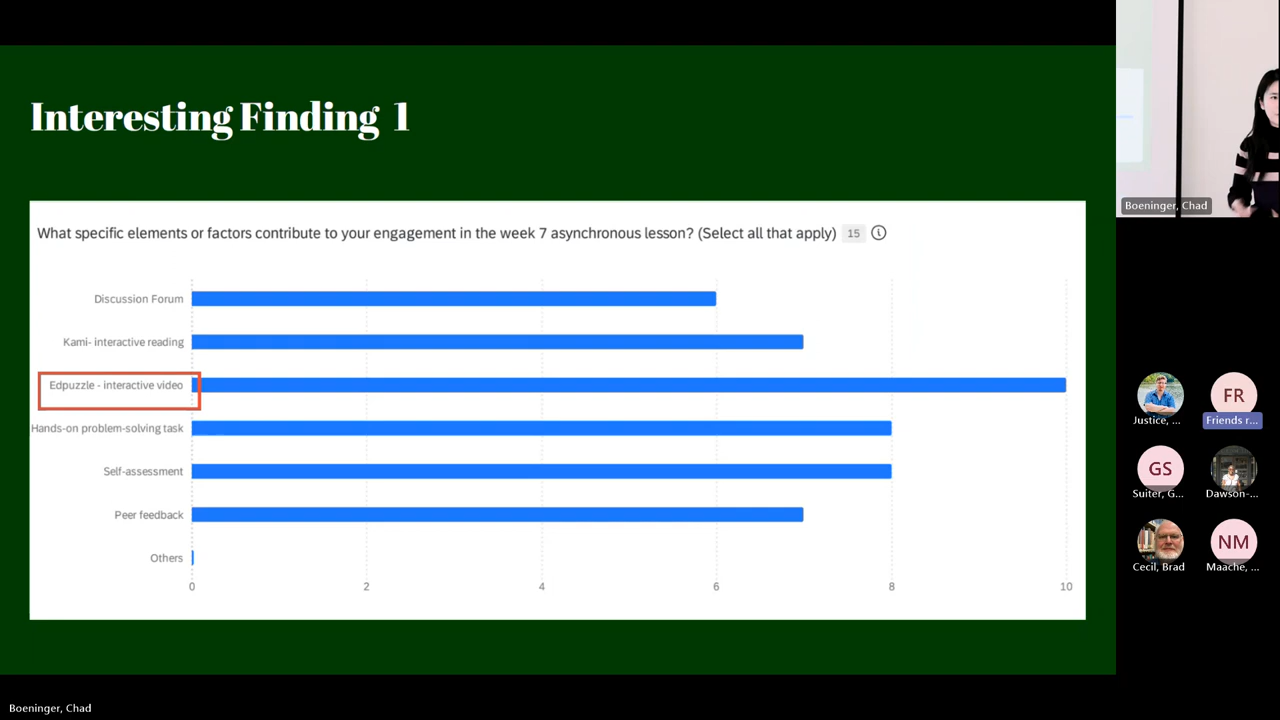 Interesting Finding 1
What specific elements or factors contribute to your engagement in the week 7 asynchronous lesson? (Select all that apply) 15
Discussion Forum
Kami- interactive reading
Edpuzzle - interactive video
Hands-on problem-solving task
Self-assessment
Peer feedback
Others
0 2 4 6 8 10
Boeninger, Chad
Justice, ...
FR
Friends r...
GS
Suiter, G...
Dawson-...
Cecil, Brad
NM
Maache, ...
Boeninger, Chad